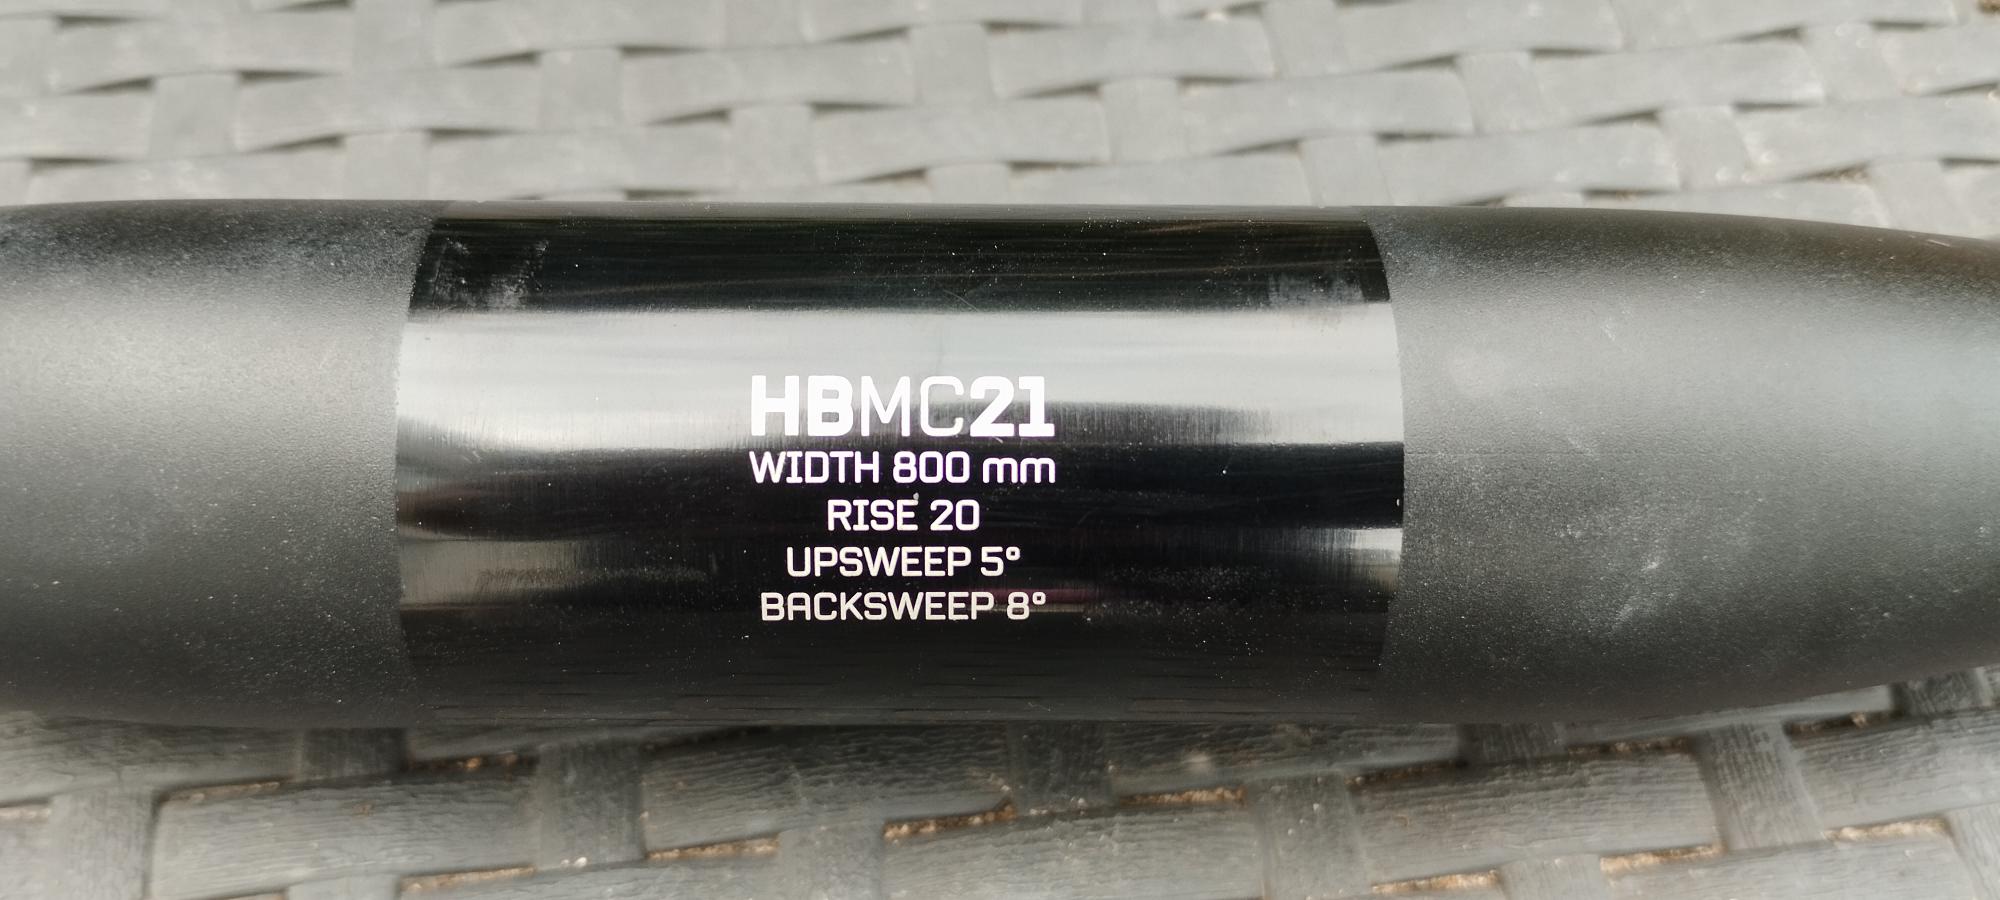 HBMC21
WIDTH 800 mm
RISE 20
UPSWEEP 5°
BACKSWEEP 8°